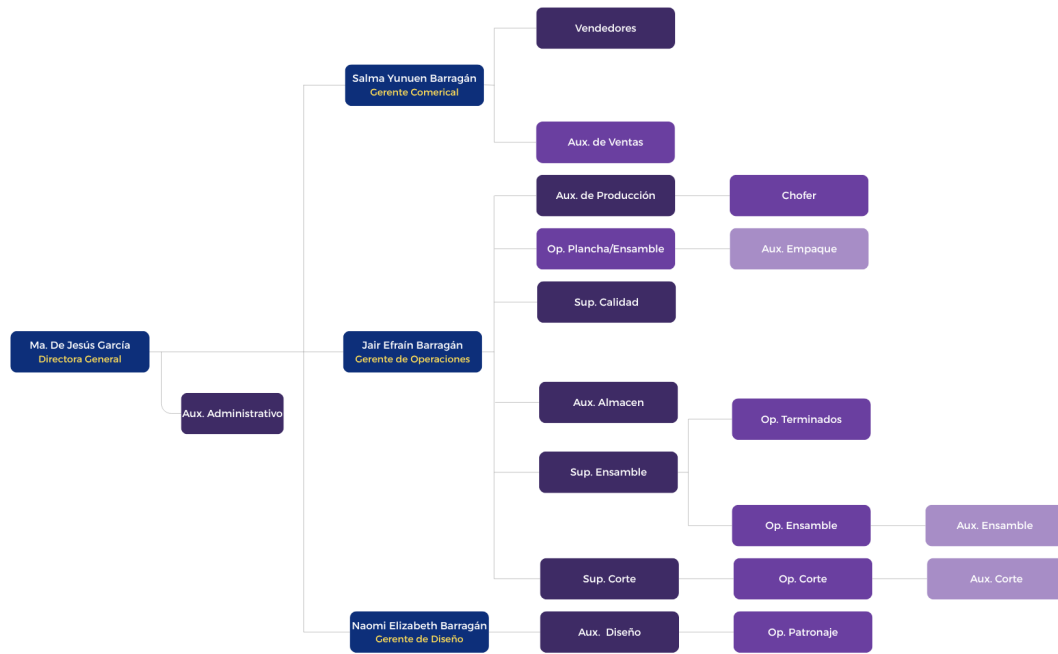 Vendedores
Salma Yunuen Barragán
Gerente Comerical
Aux. de Ventas
Aux. de Producción
Chofer
Op. Plancha/Ensamble
Aux. Empaque
Sup. Calidad
Ma. De Jesús García
Directora General
Jair Efraín Barragán
Gerente de Operaciones
Aux. Administrativo
Aux. Almacen
Op. Terminados
Sup. Ensamble
Op. Ensamble
Aux. Ensamble
Sup. Corte
Op. Corte
Aux. Corte
Naomi Elizabeth Barragán
Gerente de Diseño
Aux. Diseño
Op. Patronaje